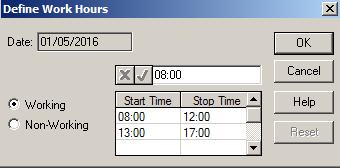 Define Work Hours
Date: 01/05/2016
OK
08:00
Cancel
Working
Start Time Stop Time
Help
Non-Working
08:00 12:00
13:00 17:00
Reset